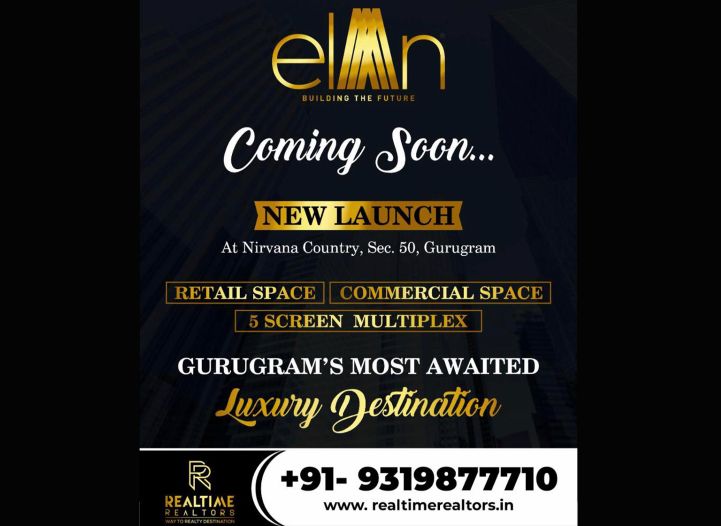 elan
BUILDING THE FUTURE
Coming Soon...
NEW LAUNCH
At Nirvana Country, Sec. 50, Gurugram
RETAIL SPACE COMMERCIAL SPACE
5 SCREEN MULTIPLEX
GURUGRAM'S MOST AWAITED
Luxury Destination
R
REALTIME
REALTORS
WAY TO REALTY DESTINATION
+91- 9319877710
www. realtimerealtors.in